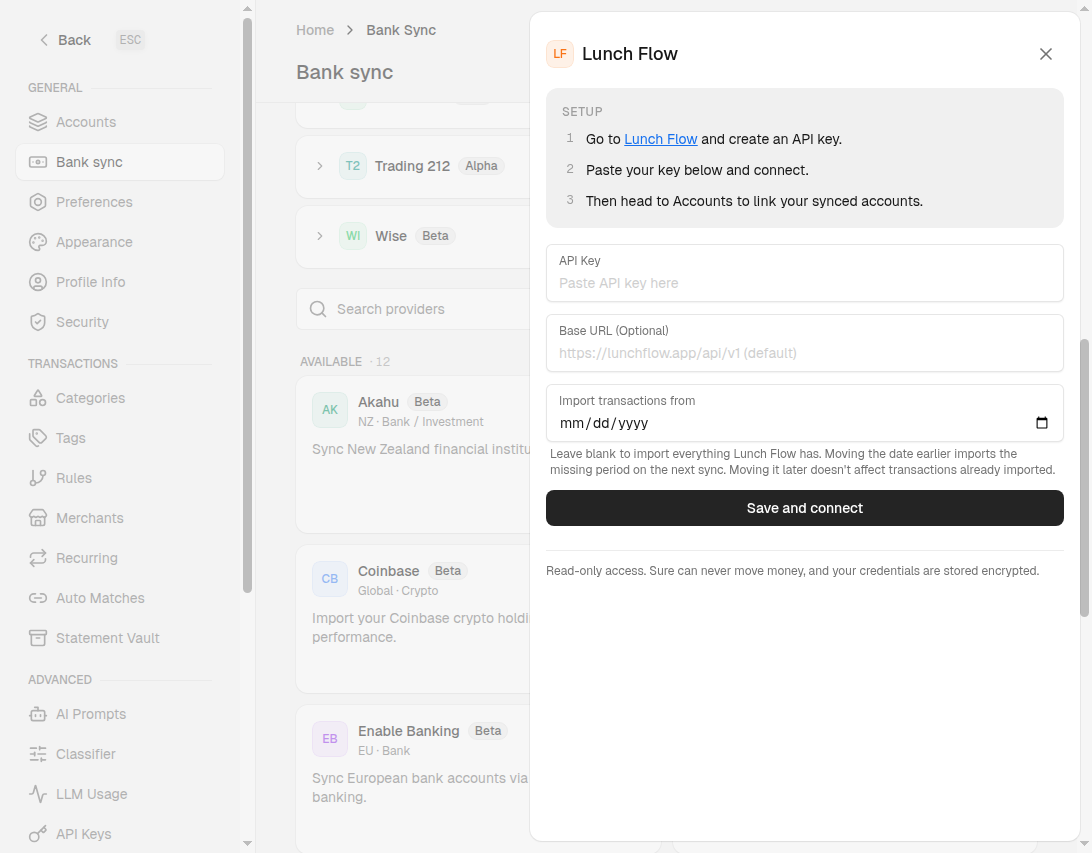 Back ESC
GENERAL
Accounts
Bank sync
Preferences
Appearance
Profile Info
Security
TRANSACTIONS
Categories
Tags
Rules
Merchants
Recurring
Auto Matches
Statement Vault
ADVANCED
AI Prompts
Classifier
LLM Usage
API Keys
Home > Bank Sync
Bank sync
T2 Trading 212 Alpha
WI Wise Beta
Search providers
AVAILABLE · 12
AK Akahu Beta
NZ · Bank / Investment
Sync New Zealand financial institu
CB Coinbase Beta
Global · Crypto
Import your Coinbase crypto holdi
performance.
EB Enable Banking Beta
EU · Bank
Sync European bank accounts via
banking.
LF Lunch Flow
SETUP
1 Go to Lunch Flow and create an API key.
2 Paste your key below and connect.
3 Then head to Accounts to link your synced accounts.
API Key
Paste API key here
Base URL (Optional)
https://lunchflow.app/api/v1 (default)
Import transactions from
mm/dd/yyyy
Leave blank to import everything Lunch Flow has. Moving the date earlier imports the
missing period on the next sync. Moving it later doesn't affect transactions already imported.
Save and connect
Read-only access. Sure can never move money, and your credentials are stored encrypted.